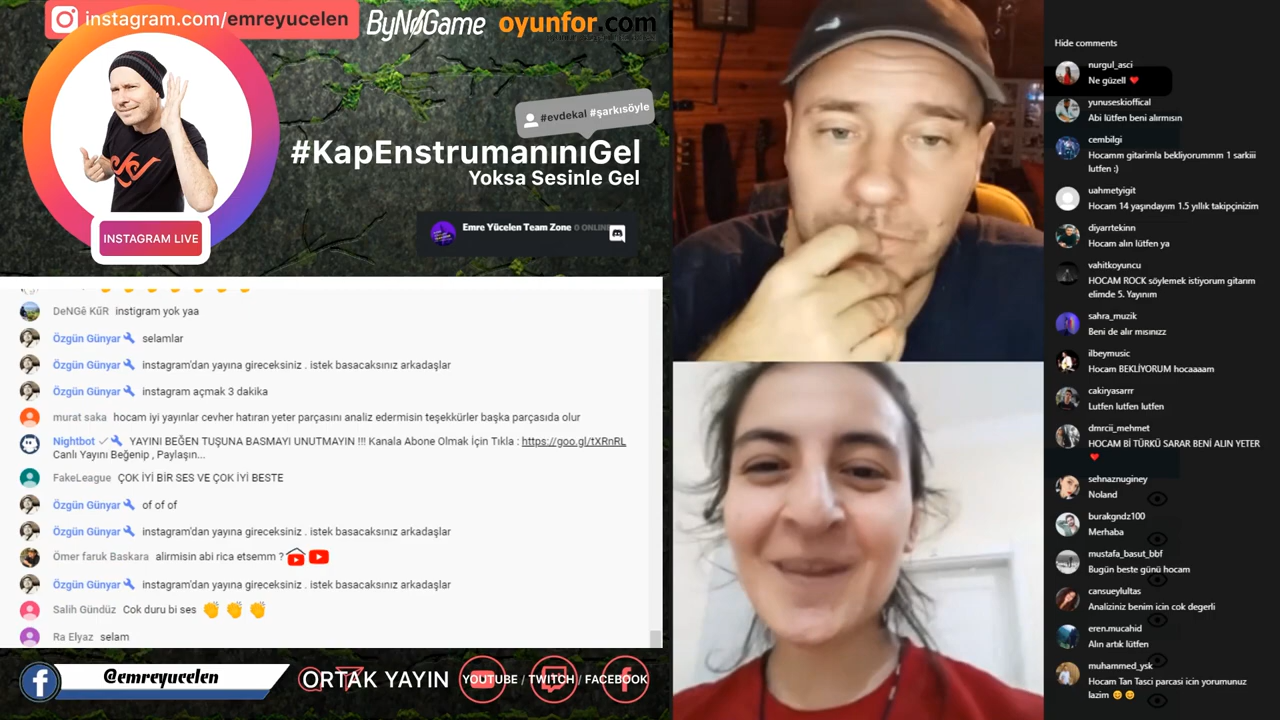 instagram.com/emreyucelen
ByNoGame
oyunfor.com
#evdekal #şarkısöyle
#KapEnstrumanınıGel
Yoksa Sesinle Gel
INSTAGRAM LIVE
Emre Yücelen Team Zone 0 ONLINE
DeNGê KûR instigram yok yaa
Özgün Günyar selamlar
Özgün Günyar instagram'dan yayına gireceksiniz . istek basacaksınız arkadaşlar
Özgün Günyar instagram açmak 3 dakika
murat saka hocam iyi yayınlar cevher hatıran yeter parçasını analiz edermisin teşekkürler başka parçasıda olur
Nightbot YAYINI BEĞEN TUŞUNA BASMAYI UNUTMAYIN !!! Kanala Abone Olmak İçin Tıkla : https://goo.gl/tXRnRL
Canlı Yayını Beğenip , Paylaşın...
FakeLeague ÇOK İYİ BİR SES VE ÇOK İYİ BESTE
Özgün Günyar of of of
Özgün Günyar instagram'dan yayına gireceksiniz . istek basacaksınız arkadaşlar
Ömer faruk Baskara alirmisin abi rica etsemm ?
Özgün Günyar instagram'dan yayına gireceksiniz . istek basacaksınız arkadaşlar
Salih Gündüz Cok duru bi ses 👏 👏 👏
Ra Elyaz selam
@emreyucelen
ORTAK YAYIN
YOUTUBE / TWITCH / FACEBOOK
Hide comments
nurgul_asci
Ne güzell ❤️
yunuseskioffical
Abi lütfen beni alırmısın
cembilgi
Hocamm gitarimla bekliyorummm 1 sarkiii
lutfen :)
uahmetyigit
Hocam 14 yaşındayım 1.5 yıllık takipçinizim
diyarrtekinn
Hocam alın lütfen ya
vahitkoyuncu
HOCAM ROCK söylemek istiyorum gitarım
elimde 5. Yayınım
sahra_muzik
Beni de alır mısınızz
ilbeymusic
Hocam BEKLİYORUM hocaaaam
cakiryasarrr
Lutfen lutfen lutfen
dmrcii_mehmet
HOCAM Bİ TÜRKÜ SARAR BENİ ALIN YETER
❤️
sehnaznuginey
Noland
burakgndz100
Merhaba
mustafa_basut_bbf
Bugün beste günü hocam
cansueylultas
Analiziniz benim icin cok degerli
eren.mucahid
Alın artık lütfen
muhammed_ysk
Hocam Tan Tasci parcasi icin yorumunuz
lazim 😊 😊